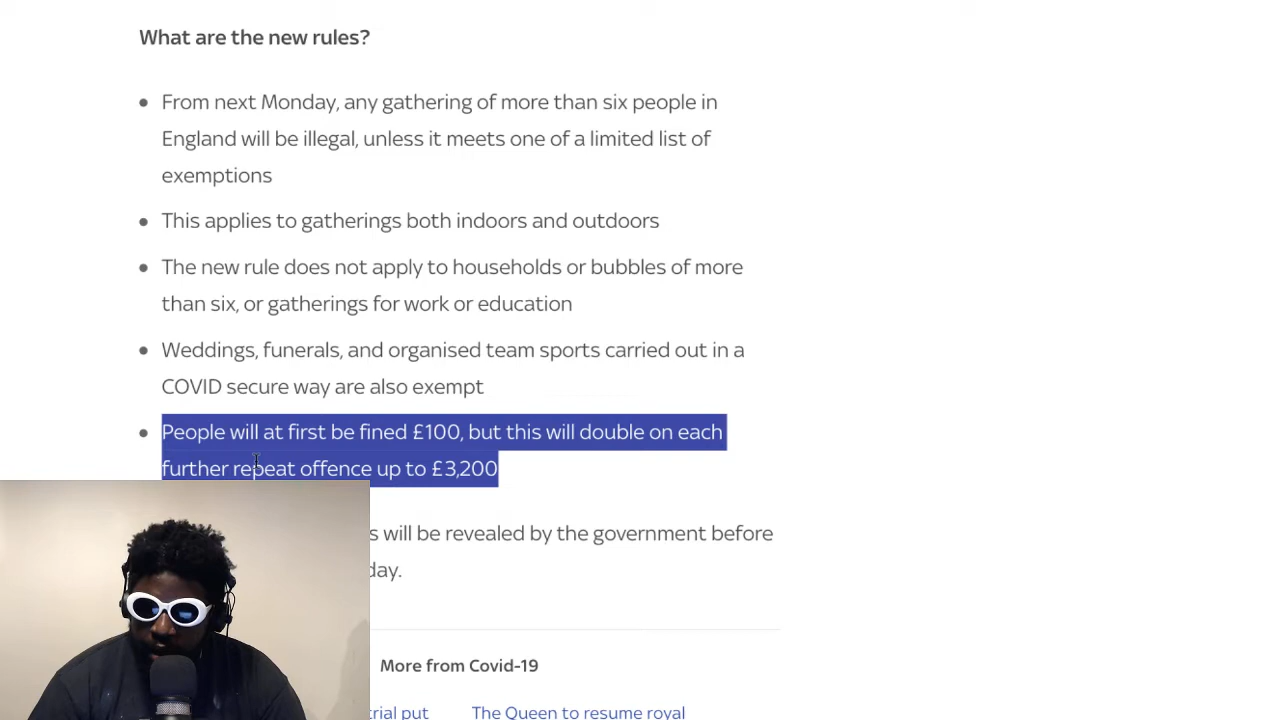 What are the new rules?
From next Monday, any gathering of more than six people in
England will be illegal, unless it meets one of a limited list of
exemptions
This applies to gatherings both indoors and outdoors
The new rule does not apply to households or bubbles of more
than six, or gatherings for work or education
Weddings, funerals, and organised team sports carried out in a
COVID secure way are also exempt
People will at first be fined £100, but this will double on each
further repeat offence up to £3,200
will be revealed by the government before
More from Covid-19
put
The Queen to resume royal